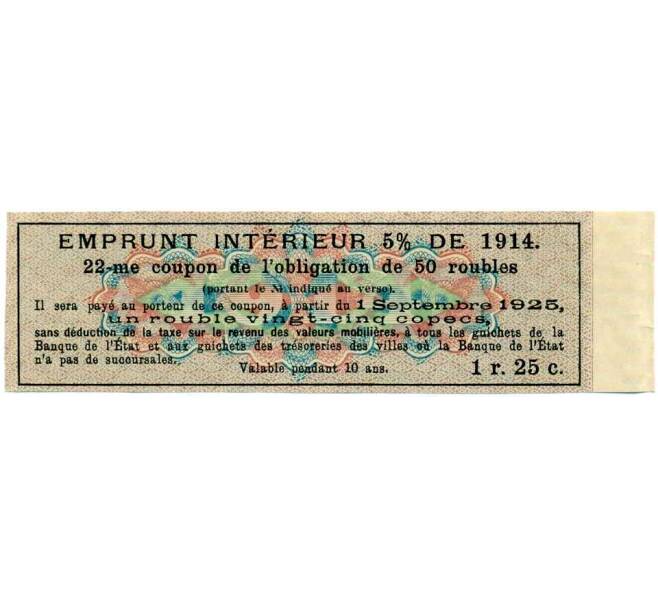 EMPRUNT INTÉRIEUR 5% DE 1914.
22-me coupon de l'obligation de 50 roubles
(portant le № indiqué au verso).
Il sera payé au porteur de ce coupon, à partir du 1 Septembre 1925,
un rouble vingt-cinq copecs,
sans déduction de la taxe sur le revenu des valeurs mobilières, à tous les guichets de la
Banque de l'État et aux guichets des trésoreries des villes où la Banque de l'État
n'a pas de succursales.
Valable pendant 10 ans.
1 r. 25 c.